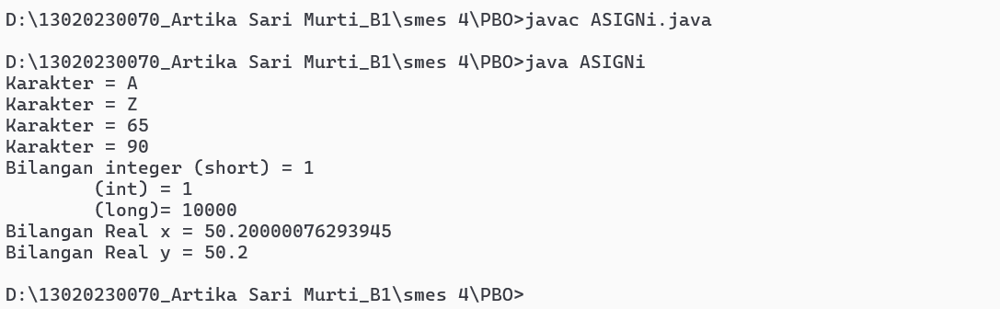 D:\13020230070_Artika Sari Murti_B1\smes 4\PBO>javac ASIGNi.java
D:\13020230070_Artika Sari Murti_B1\smes 4\PBO>java ASIGNi
Karakter = A
Karakter = Z
Karakter = 65
Karakter = 90
Bilangan integer (short) = 1
        (int) = 1
        (long)= 10000
Bilangan Real x = 50.20000076293945
Bilangan Real y = 50.2
D:\13020230070_Artika Sari Murti_B1\smes 4\PBO>